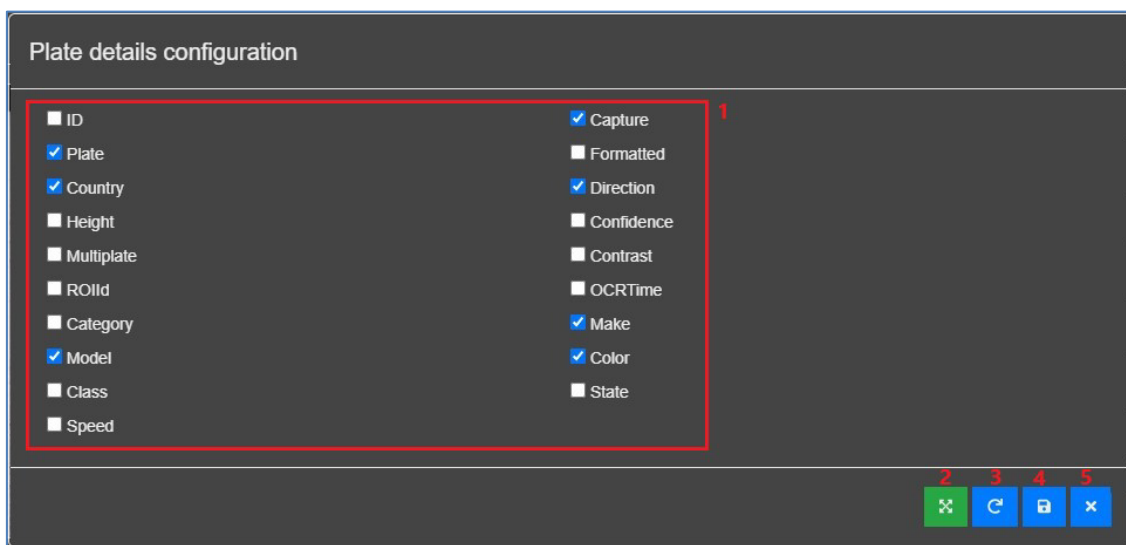 Plate details configuration
ID
Capture
1
Plate
Formatted
Country
Direction
Height
Confidence
Multiplate
Contrast
ROIId
OCRTime
Category
Make
Model
Color
Class
State
Speed
2 3 4 5